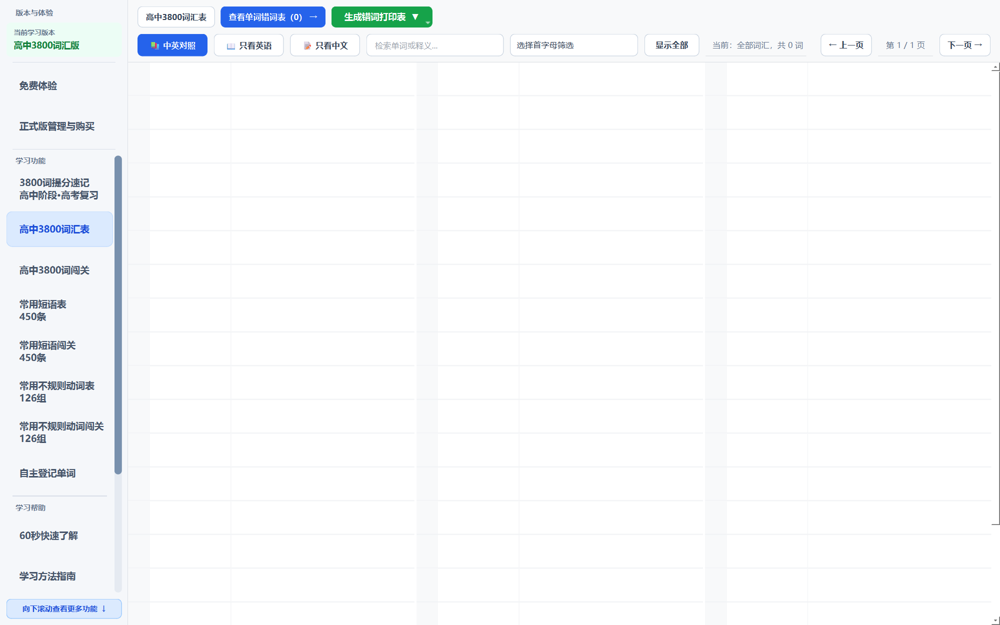 版本与体验
当前学习版本
高中3800词汇版
免费体验
正式版管理与购买
学习功能
3800词提分速记
高中阶段•高考复习
高中3800词汇表
高中3800词闯关
常用短语表
450条
常用短语闯关
450条
常用不规则动词表
126组
常用不规则动词闯关
126组
自主登记单词
学习帮助
60秒快速了解
学习方法指南
向下滚动查看更多功能 ↓
高中3800词汇表
查看单词错词表（0） →
生成错词打印表 ▼
中英对照
只看英语
只看中文
检索单词或释义...
选择首字母筛选
显示全部
当前：全部词汇，共 0 词
← 上一页
第 1 / 1 页
下一页 →